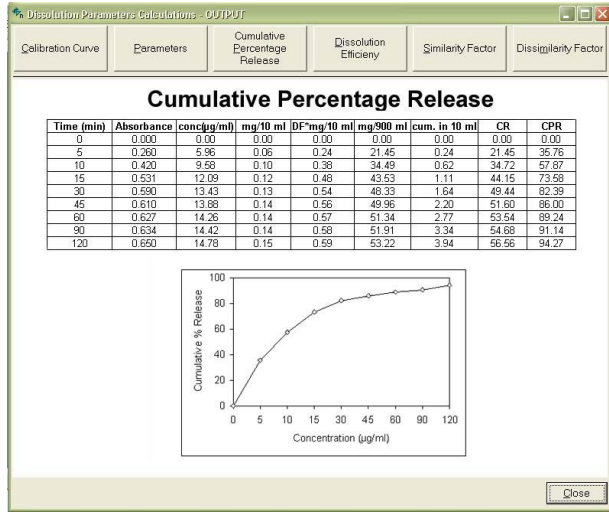 Dissolution Parameters Calculations - OUTPUT
Calibration Curve Parameters Cumulative Percentage Release Dissolution Efficieny Similarity Factor Dissimilarity Factor
Cumulative Percentage Release
Time (min) Absorbance conc(µg/ml) mg/10 ml DF*mg/10 ml mg/900 ml cum. in 10 ml CR CPR
0 0.000 0.00 0.00 0.00 0.00 0.00 0.00 0.00
5 0.260 5.96 0.06 0.24 21.45 0.24 21.45 35.76
10 0.420 9.58 0.10 0.38 34.49 0.62 34.72 57.87
15 0.531 12.09 0.12 0.48 43.53 1.11 44.15 73.58
30 0.590 13.43 0.13 0.54 48.33 1.64 49.44 82.39
45 0.610 13.88 0.14 0.56 49.96 2.20 51.60 86.00
60 0.627 14.26 0.14 0.57 51.34 2.77 53.54 89.24
90 0.634 14.42 0.14 0.58 51.91 3.34 54.68 91.14
120 0.650 14.78 0.15 0.59 53.22 3.94 56.56 94.27
100
80
60
40
20
0
Cumulative % Release
0 5 10 15 30 45 60 90 120
Concentration (µg/ml)
Close